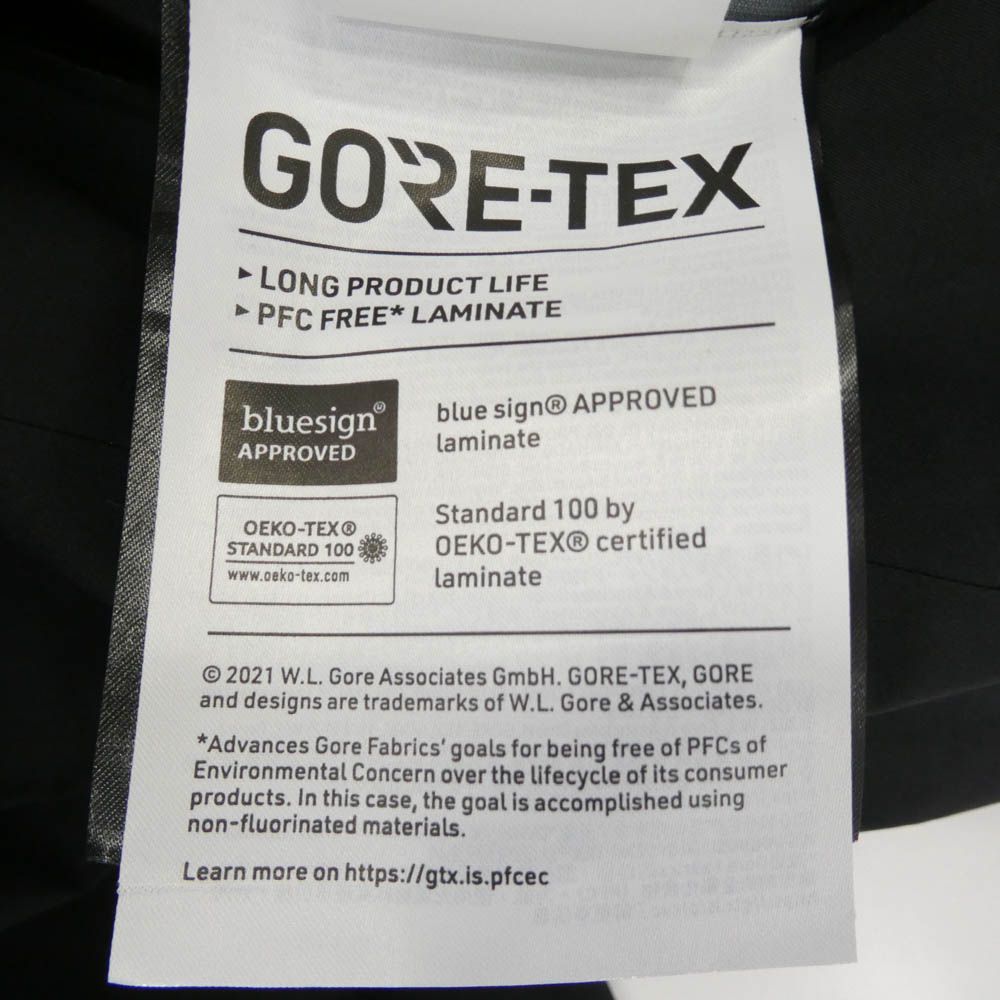 GORE-TEX
▸ LONG PRODUCT LIFE
▸ PFC FREE* LAMINATE
bluesign®
APPROVED
blue sign® APPROVED
laminate
OEKO-TEX®
STANDARD 100
www.oeko-tex.com
Standard 100 by
OEKO-TEX® certified
laminate
© 2021 W.L. Gore Associates GmbH. GORE-TEX, GORE
and designs are trademarks of W.L. Gore & Associates.
*Advances Gore Fabrics' goals for being free of PFCs of
Environmental Concern over the lifecycle of its consumer
products. In this case, the goal is accomplished using
non-fluorinated materials.
Learn more on https://gtx.is.pfcec